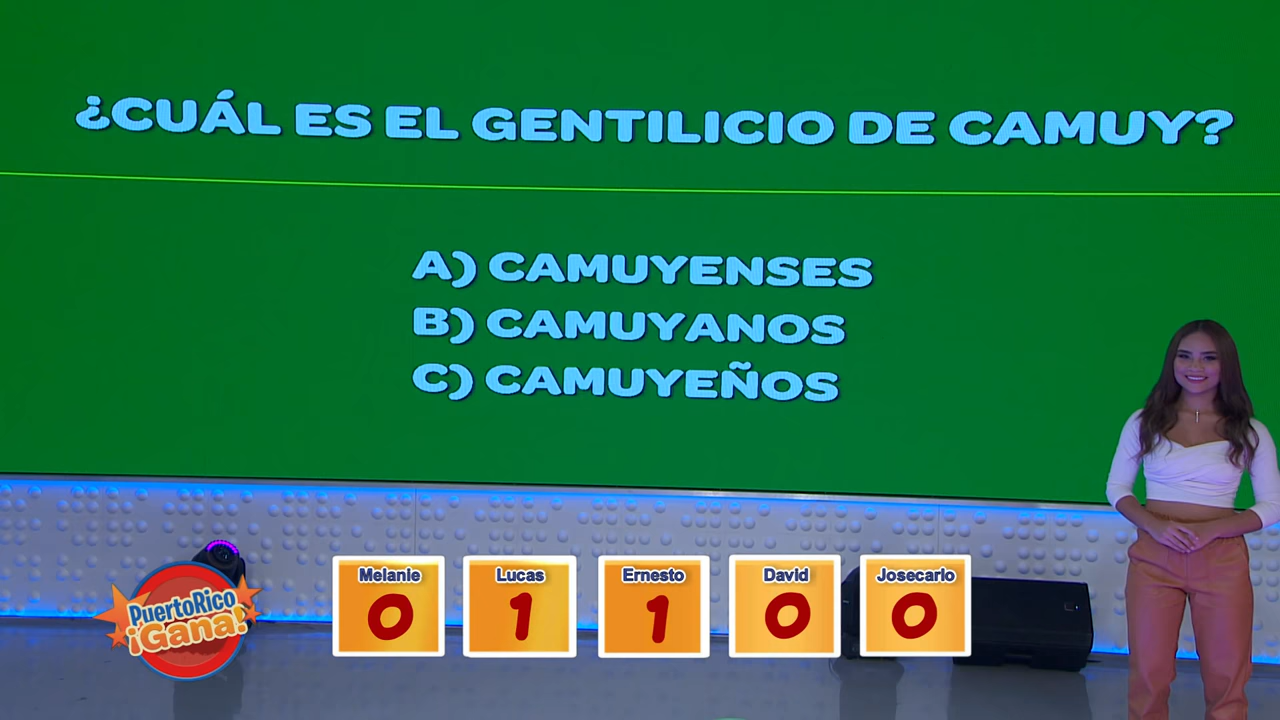 ¿CUÁL ES EL GENTILICIO DE CAMUY?
A) CAMUYENSES
B) CAMUYANOS
C) CAMUYEÑOS
Melanie
0
Lucas
1
Ernesto
1
David
0
Josecarlo
0
PuertoRico
¡Gana!